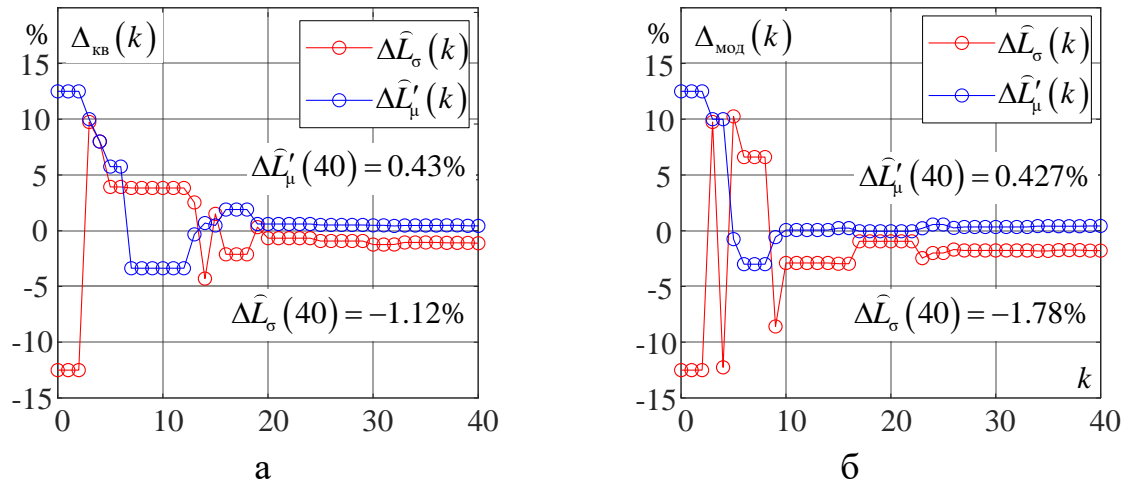 % Δкв(k)
ΔL̂σ(k)
ΔL̂′μ(k)
15
10
5
0
-5
-10
-15
ΔL̂′μ(40) = 0.43%
ΔL̂σ(40) = −1.12%
0 10 20 30 40
а
% Δмод(k)
ΔL̂σ(k)
ΔL̂′μ(k)
15
10
5
0
-5
-10
-15
ΔL̂′μ(40) = 0.427%
ΔL̂σ(40) = −1.78%
k
0 10 20 30 40
б